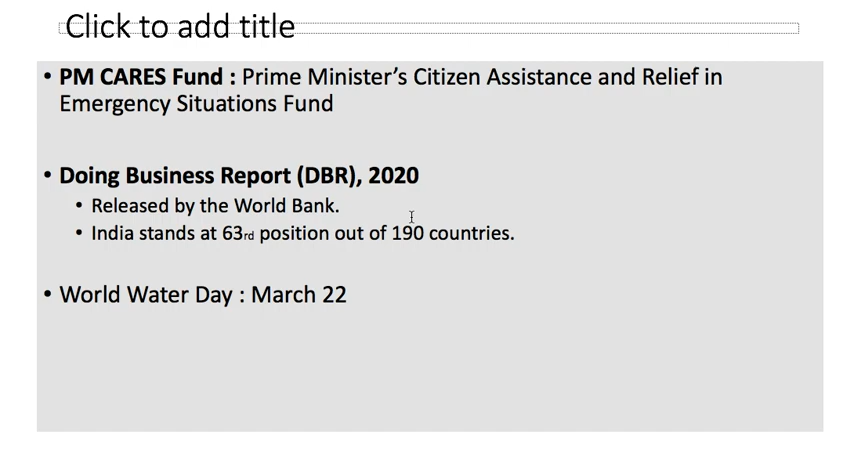 Click to add title
• PM CARES Fund : Prime Minister's Citizen Assistance and Relief in
Emergency Situations Fund
• Doing Business Report (DBR), 2020
• Released by the World Bank.
• India stands at 63rd position out of 190 countries.
• World Water Day : March 22